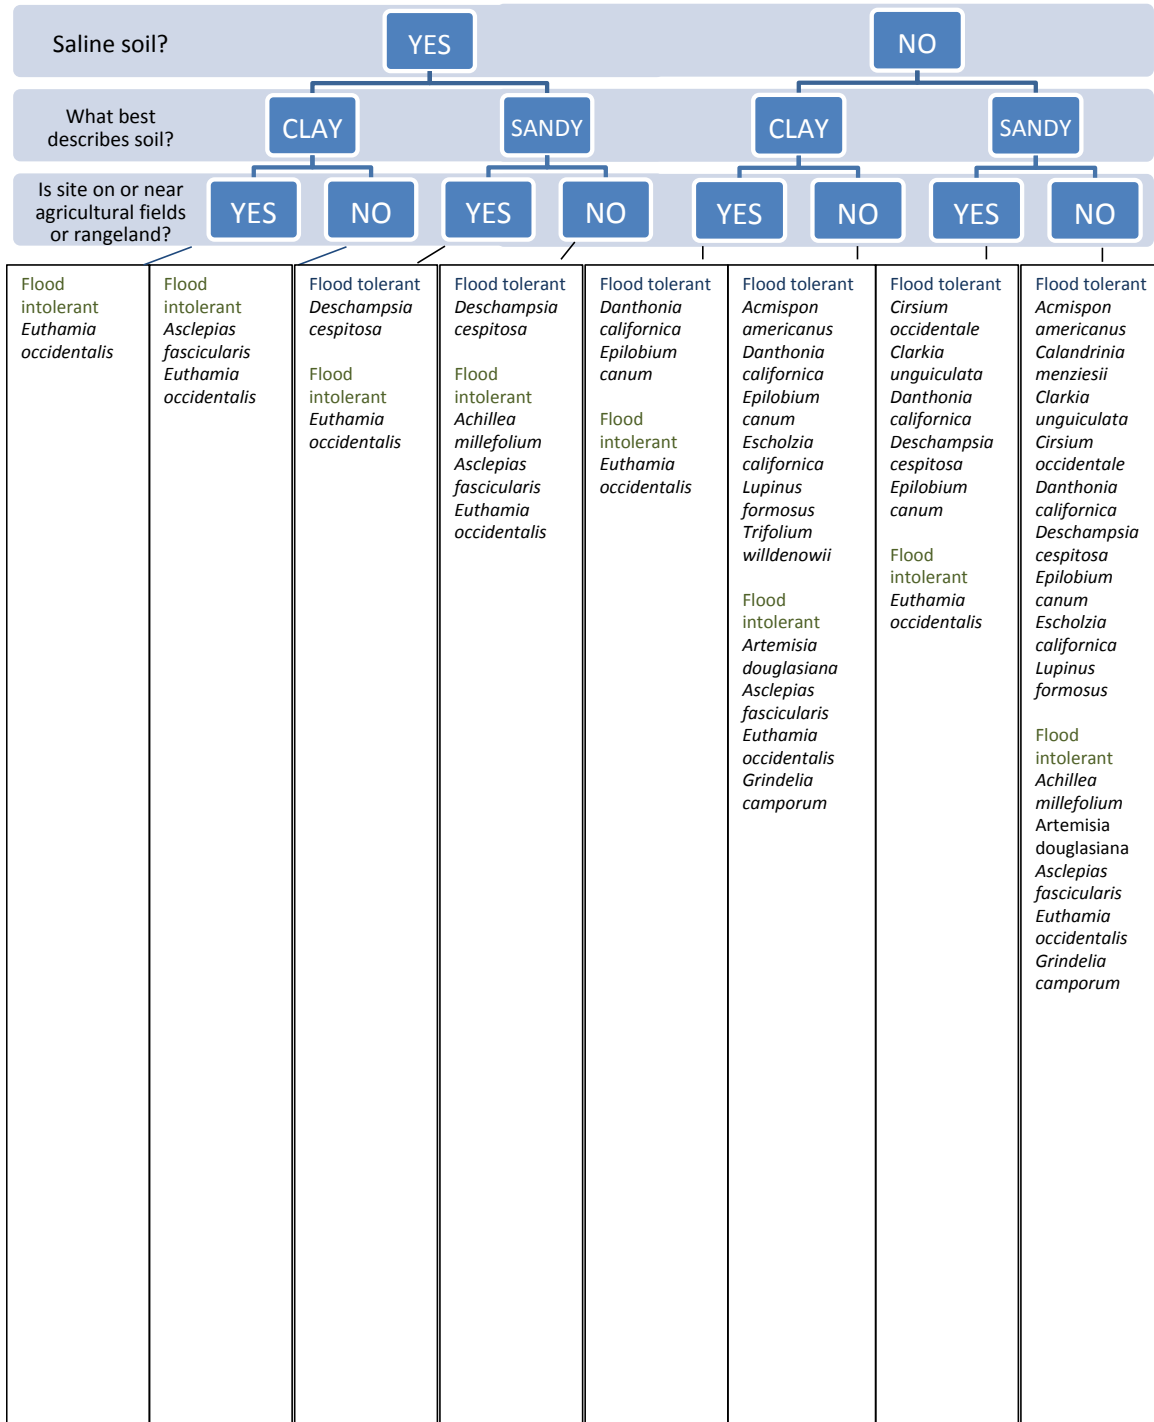 Saline soil?
YES
NO
What best
describes soil?
CLAY
SANDY
CLAY
SANDY
Is site on or near
agricultural fields
or rangeland?
YES
NO
YES
NO
YES
NO
YES
NO
Flood
intolerant
Euthamia
occidentalis
Flood
intolerant
Asclepias
fascicularis
Euthamia
occidentalis
Flood tolerant
Deschampsia
cespitosa
Flood
intolerant
Euthamia
occidentalis
Flood tolerant
Deschampsia
cespitosa
Flood
intolerant
Achillea
millefolium
Asclepias
fascicularis
Euthamia
occidentalis
Flood tolerant
Danthonia
californica
Epilobium
canum
Flood
intolerant
Euthamia
occidentalis
Flood tolerant
Acmispon
americanus
Danthonia
californica
Epilobium
canum
Escholzia
californica
Lupinus
formosus
Trifolium
willdenowii
Flood
intolerant
Artemisia
douglasiana
Asclepias
fascicularis
Euthamia
occidentalis
Grindelia
camporum
Flood tolerant
Cirsium
occidentale
Clarkia
unguiculata
Danthonia
californica
Deschampsia
cespitosa
Epilobium
canum
Flood
intolerant
Euthamia
occidentalis
Flood tolerant
Acmispon
americanus
Calandrinia
menziesii
Clarkia
unguiculata
Cirsium
occidentale
Danthonia
californica
Deschampsia
cespitosa
Epilobium
canum
Escholzia
californica
Lupinus
formosus
Flood
intolerant
Achillea
millefolium
Artemisia
douglasiana
Asclepias
fascicularis
Euthamia
occidentalis
Grindelia
camporum